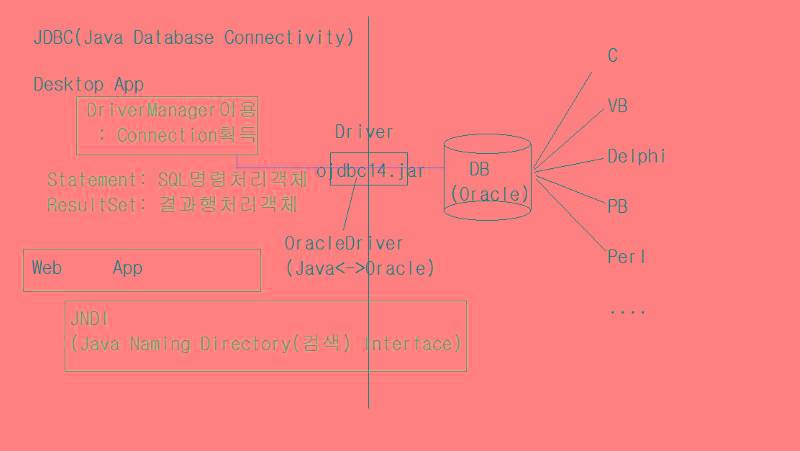 JDBC(Java Database Connectivity)
Desktop App
DriverManager이용
: Connection획득
Statement: SQL명령처리객체
ResultSet: 결과행처리객체
Driver
ojdbc14.jar
OracleDriver
(Java<->Oracle)
DB
(Oracle)
C
VB
Delphi
PB
Perl
....
Web App
JNDI
(Java Naming Directory(검색) Interface)